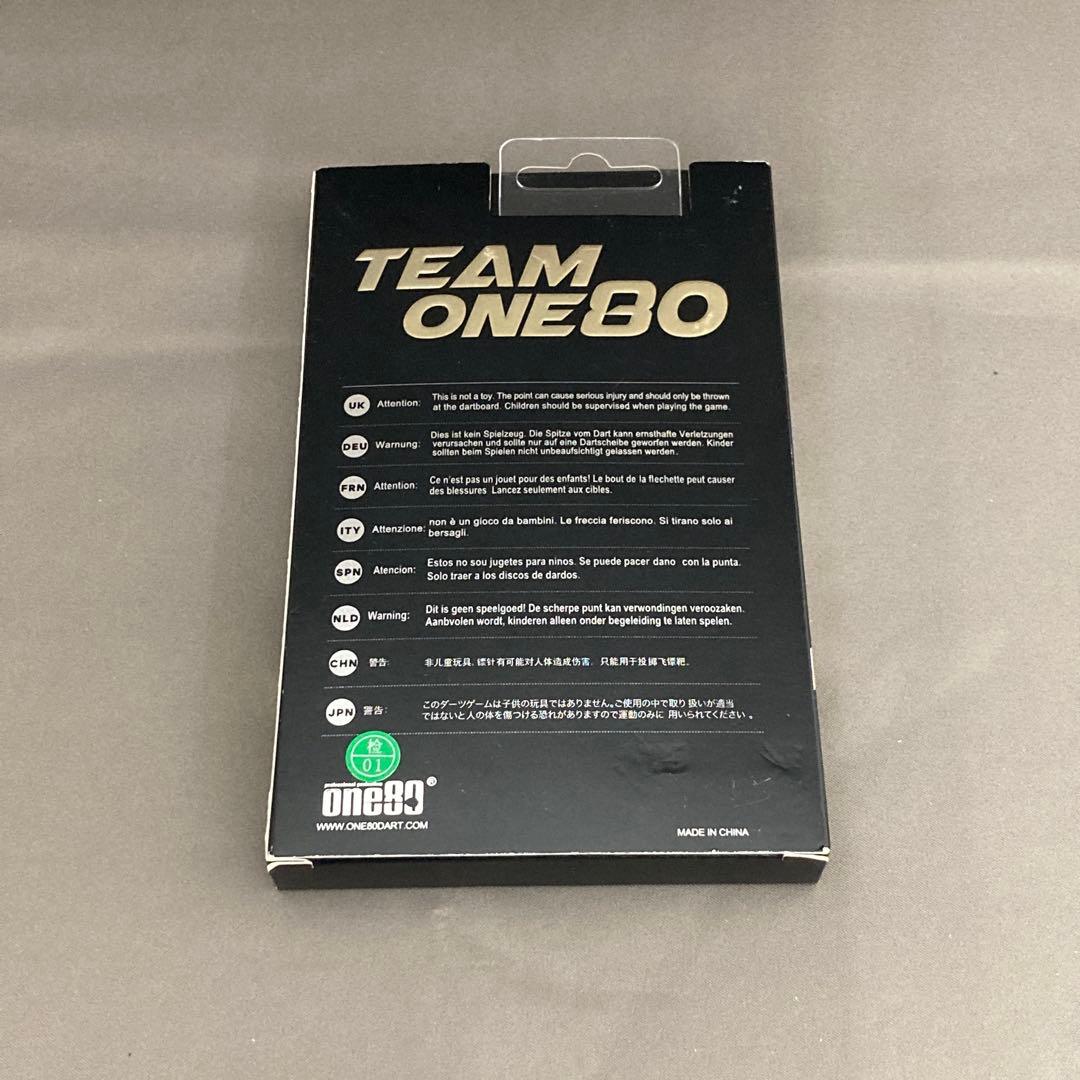 TEAM
ONE80
UK Attention: This is not a toy. The point can cause serious injury and should only be thrown
at the dartboard. Children should be supervised when playing the game.
DEU Warnung: Dies ist kein Spielzeug. Die Spitze vom Dart kann ernsthafte Verletzungen
verursachen und sollte nur auf eine Dartscheibe geworfen werden. Kinder
sollten beim Spielen nicht unbeaufsichtigt gelassen werden.
FRN Attention: Ce n'est pas un jouet pour des enfants! Le bout de la flechette peut causer
des blessures Lancez seulement aux cibles.
ITY Attenzione: non è un gioco da bambini. Le freccia feriscono. Si tirano solo ai
bersagli.
SPN Atencion: Estos no sou jugetes para ninos. Se puede pacer dano con la punta.
Solo traer a los discos de dardos.
NLD Warning: Dit is geen speelgoed! De scherpe punt kan verwondingen veroozaken.
Aanbvolen wordt, kinderen alleen onder begeleiding te laten spelen.
CHN 警告: 非儿童玩具, 镖针有可能对人体造成伤害, 只能用于投掷飞镖靶。
JPN 警告: このダーツゲームは子供の玩具ではありません。ご使用の中で取り扱いが適当
ではないと人の体を傷つける恐れがありますので運動のみに 用いられてください。
检
01
one80®
WWW.ONE80DART.COM
MADE IN CHINA